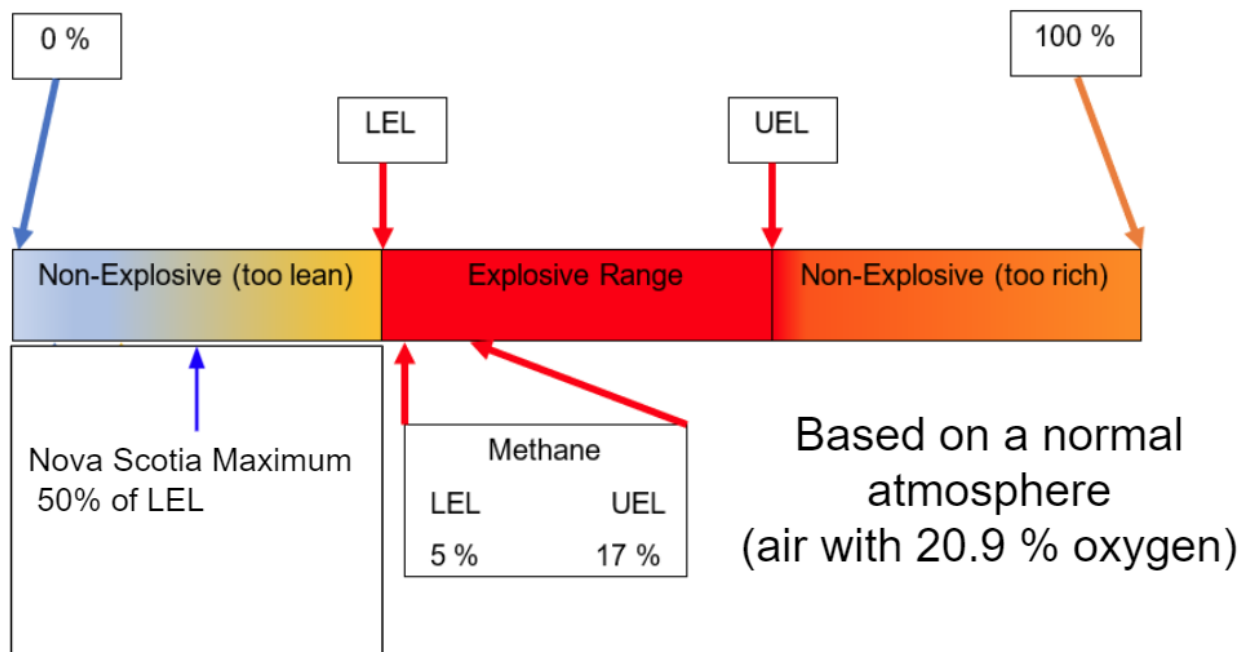 0 %
100 %
LEL
UEL
Non-Explosive (too lean)
Explosive Range
Non-Explosive (too rich)
Nova Scotia Maximum
50% of LEL
Methane
LEL UEL
5 % 17 %
Based on a normal
atmosphere
(air with 20.9 % oxygen)